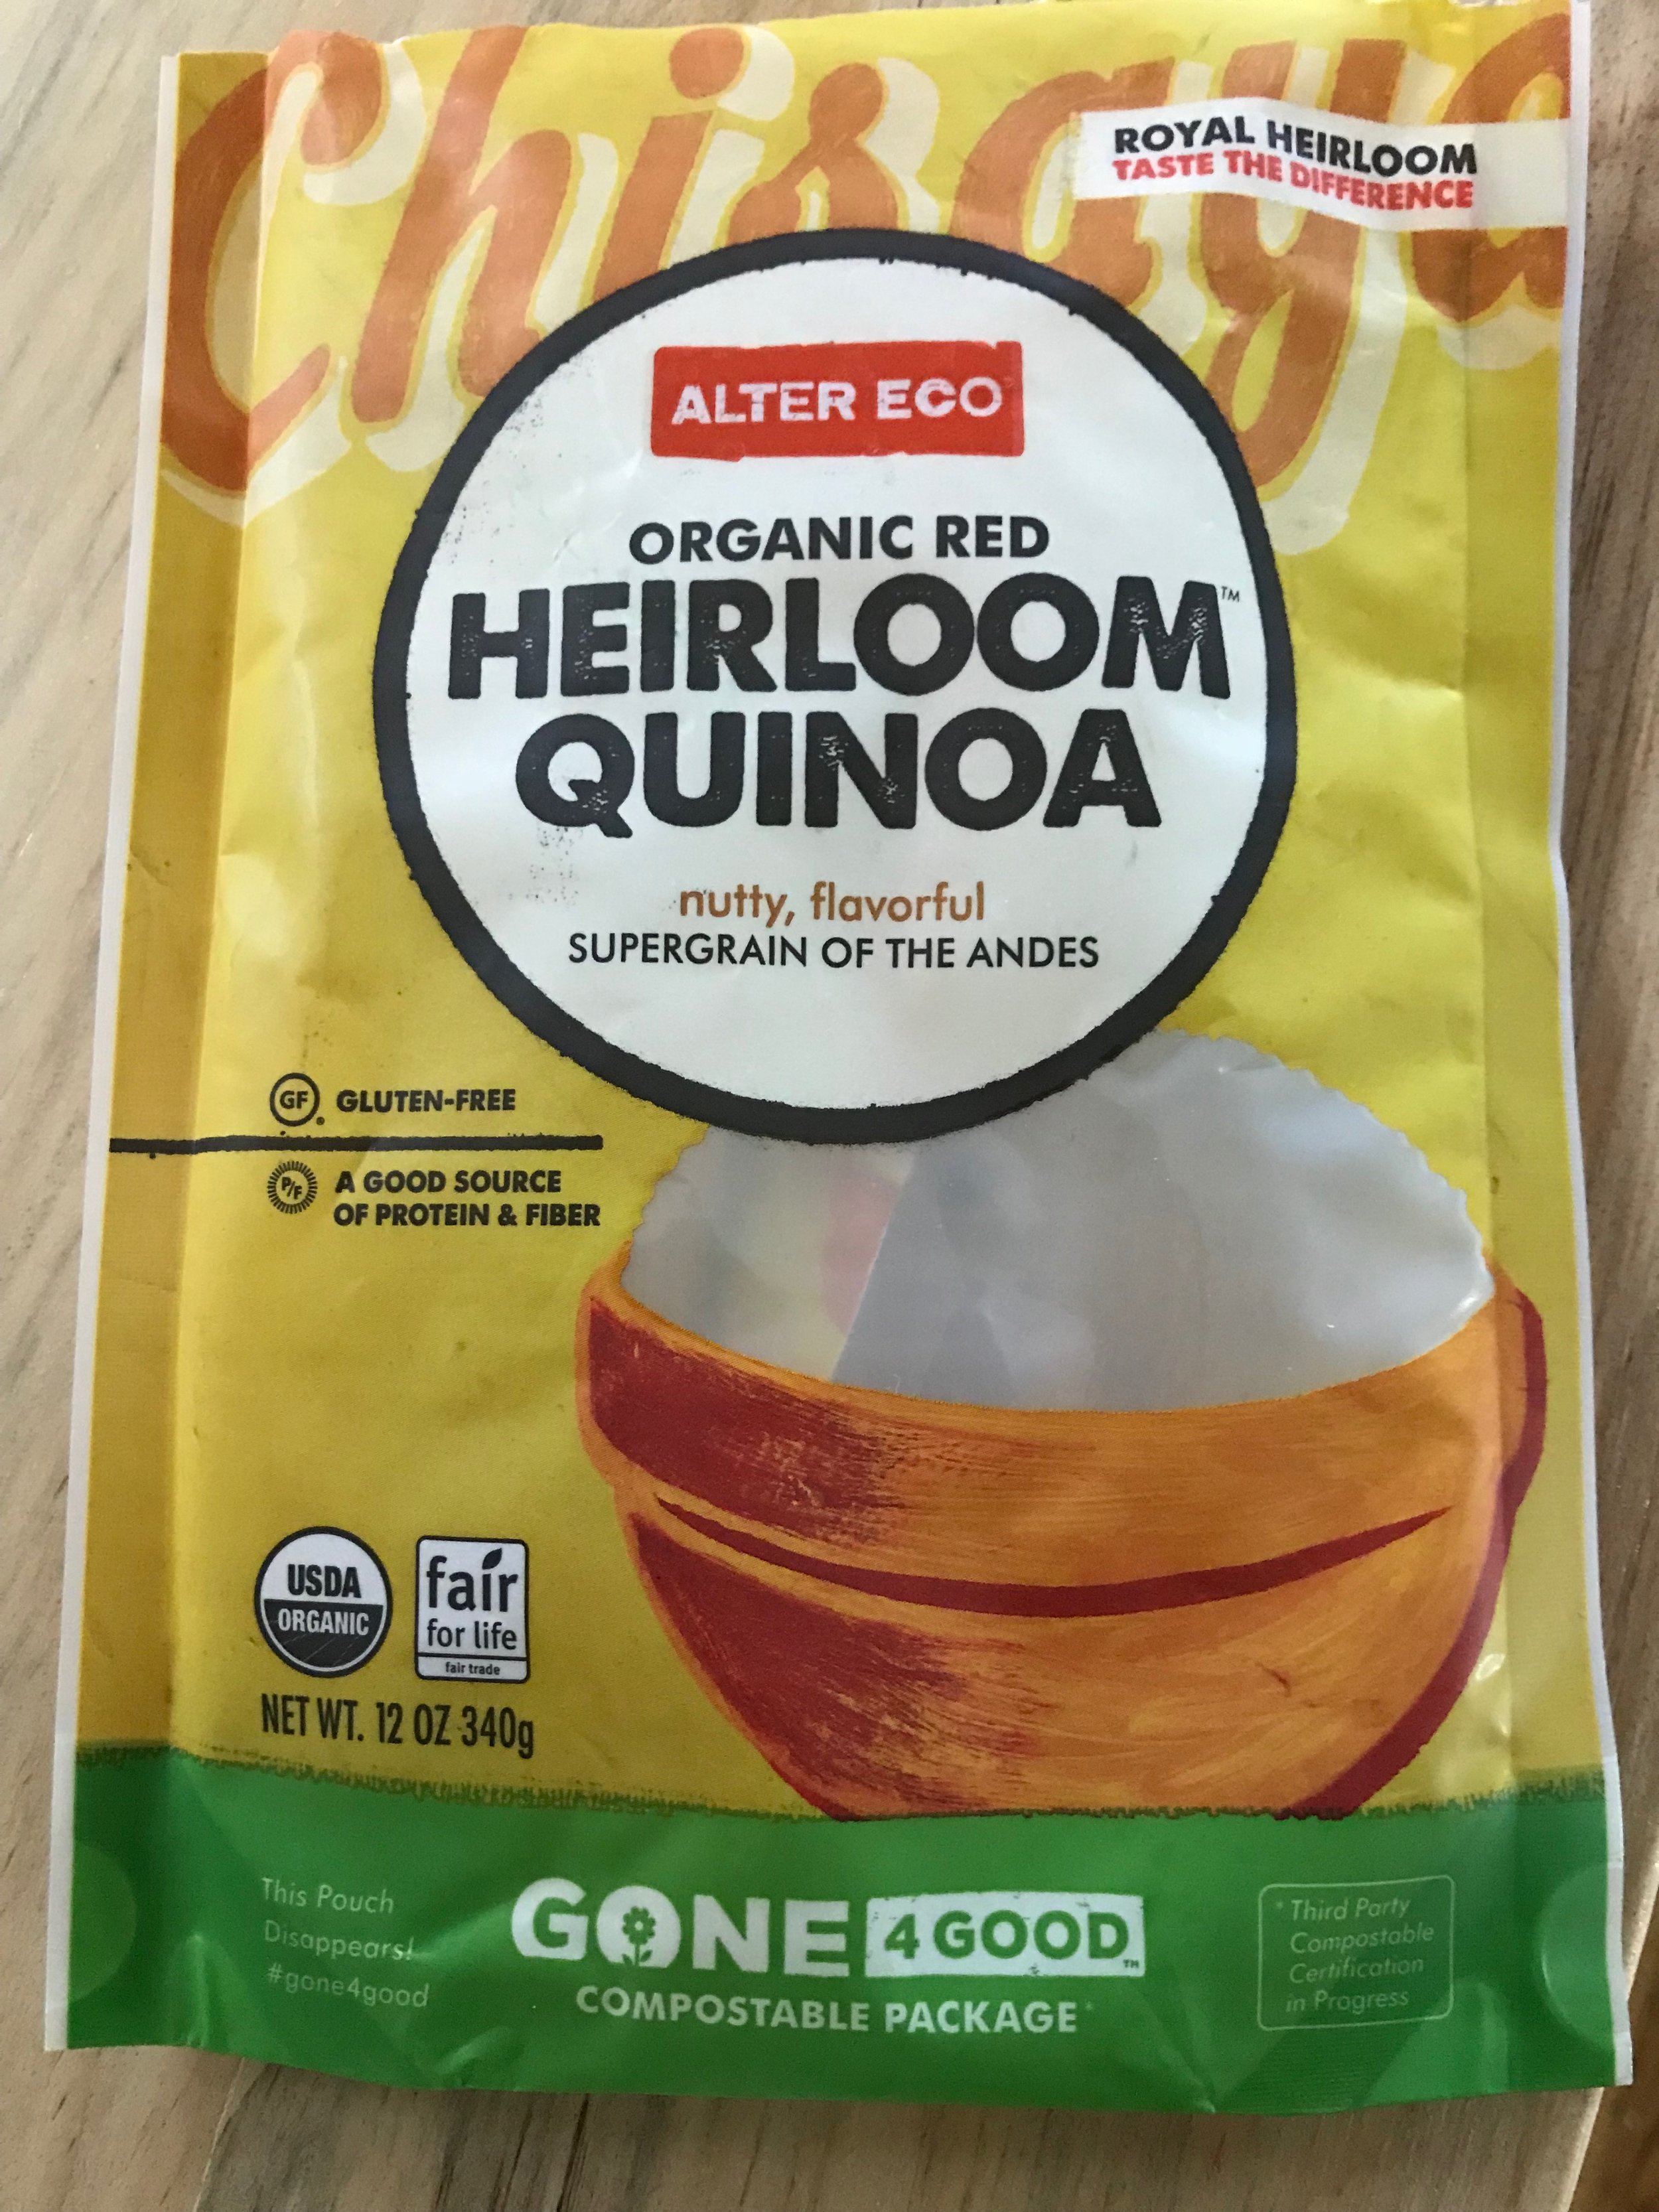 Chisaya
ROYAL HEIRLOOM
TASTE THE DIFFERENCE
ALTER ECO
ORGANIC RED
HEIRLOOM™
QUINOA
nutty, flavorful
SUPERGRAIN OF THE ANDES
GF GLUTEN-FREE
P/F A GOOD SOURCE
OF PROTEIN & FIBER
USDA
ORGANIC
fair
for life
fair trade
NET WT. 12 OZ 340g
This Pouch
Disappears!
#gone4good
GONE 4 GOOD™
COMPOSTABLE PACKAGE*
* Third Party
Compostable
Certification
in Progress